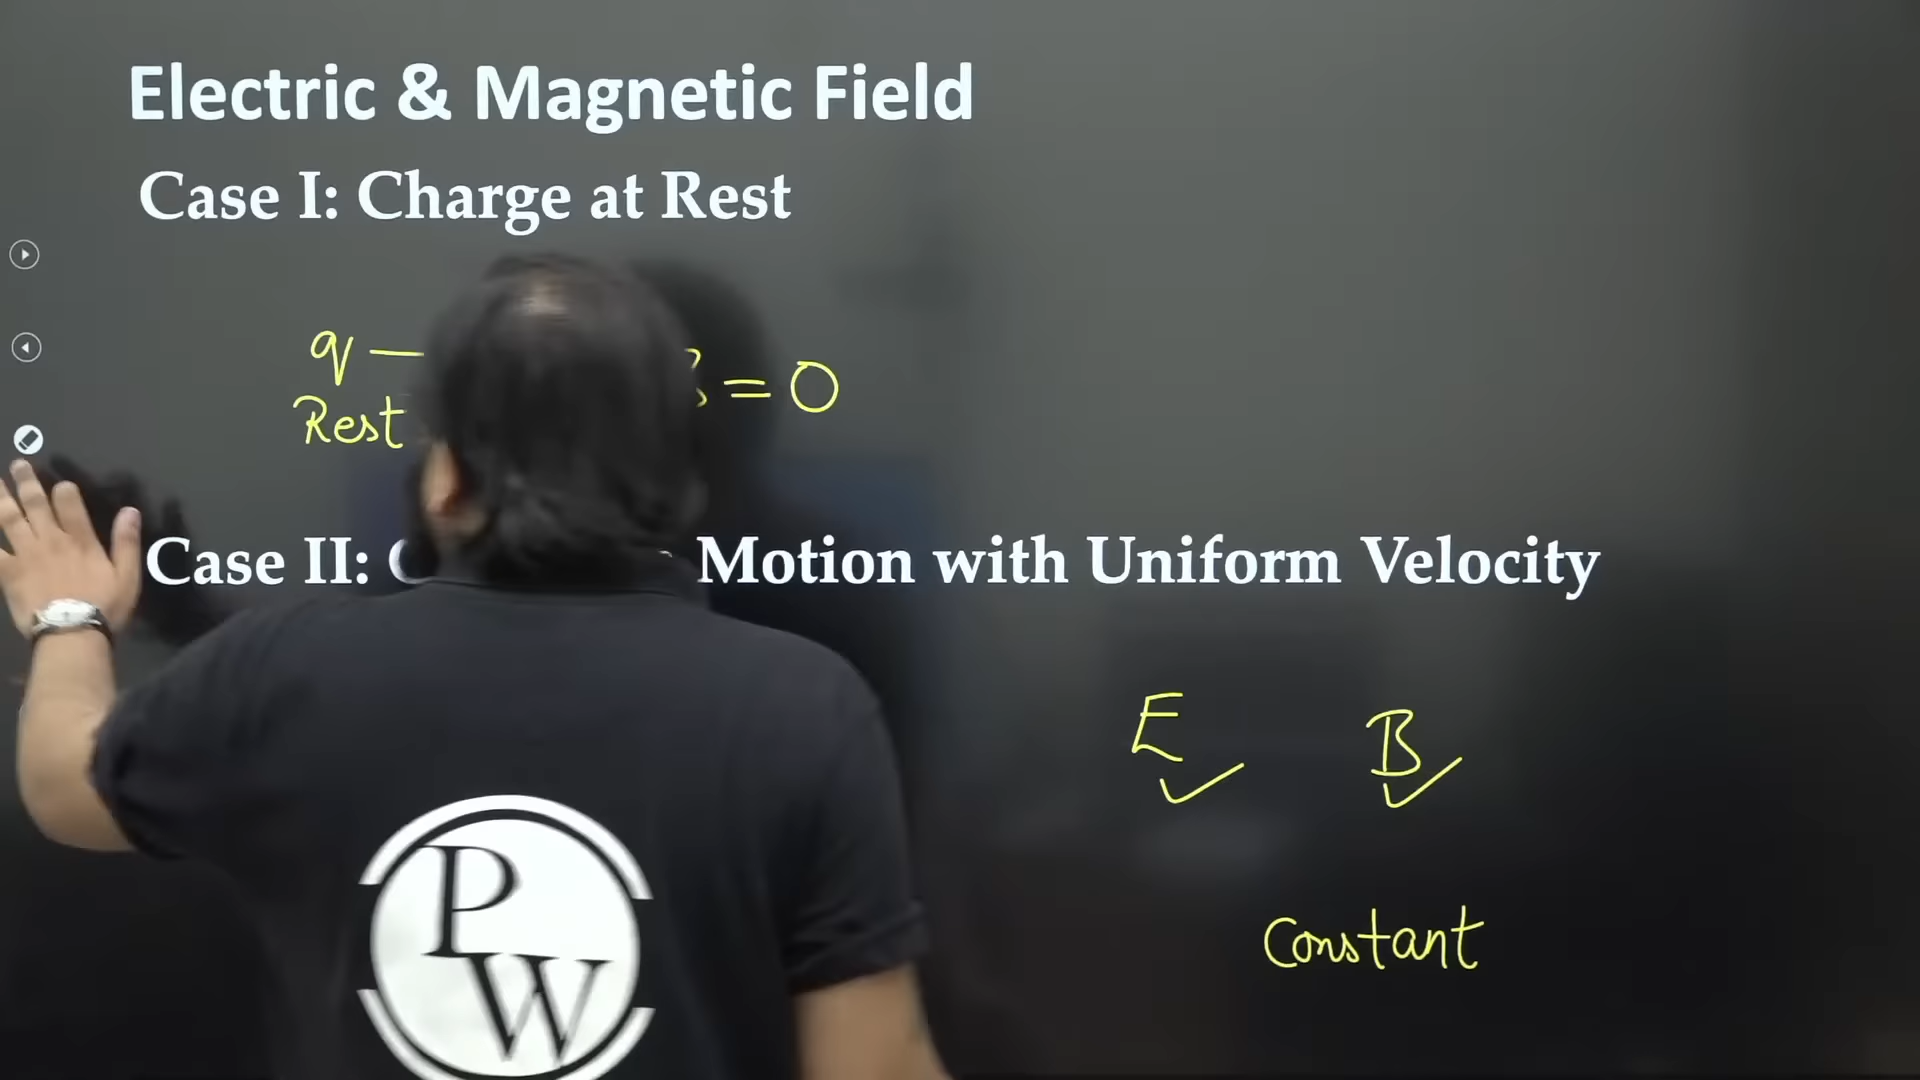 Electric & Magnetic Field
Case I: Charge at Rest
q — = 0
Rest
Case II: Motion with Uniform Velocity
E B
Constant
PW